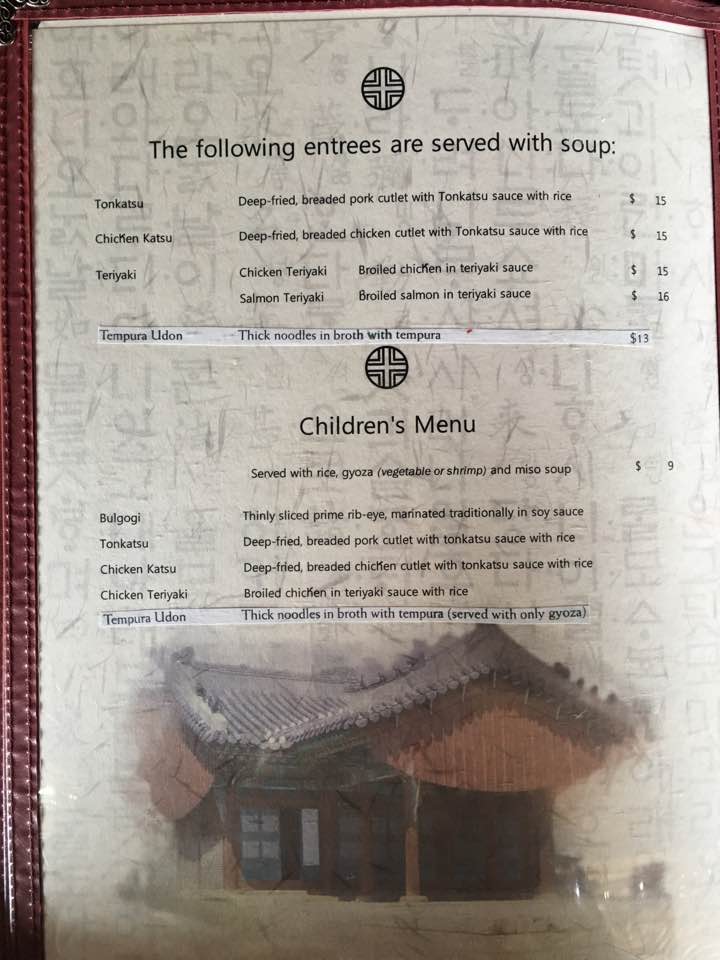 The following entrees are served with soup:
Tonkatsu Deep-fried, breaded pork cutlet with Tonkatsu sauce with rice $ 15
Chicken Katsu Deep-fried, breaded chicken cutlet with Tonkatsu sauce with rice $ 15
Teriyaki Chicken Teriyaki Broiled chicken in teriyaki sauce $ 15
Salmon Teriyaki Broiled salmon in teriyaki sauce $ 16
Tempura Udon Thick noodles in broth with tempura $13
Children's Menu
Served with rice, gyoza (vegetable or shrimp) and miso soup $ 9
Bulgogi Thinly sliced prime rib-eye, marinated traditionally in soy sauce
Tonkatsu Deep-fried, breaded pork cutlet with tonkatsu sauce with rice
Chicken Katsu Deep-fried, breaded chicken cutlet with tonkatsu sauce with rice
Chicken Teriyaki Broiled chicken in teriyaki sauce with rice
Tempura Udon Thick noodles in broth with tempura (served with only gyoza)